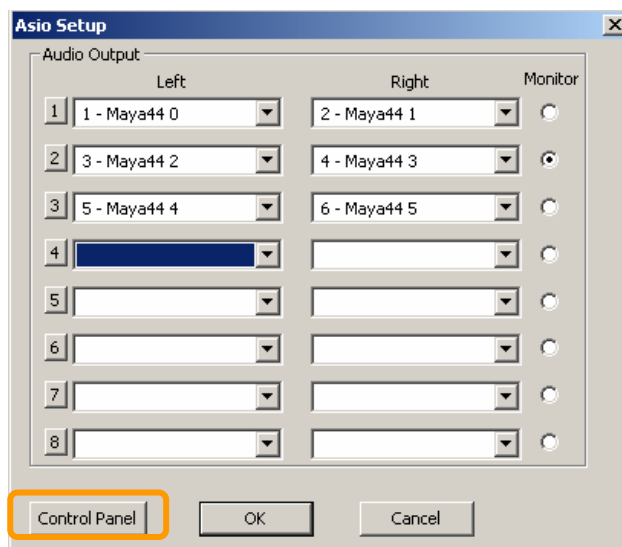 Asio Setup
Audio Output
Left Right Monitor
1 1 - Maya44 0 2 - Maya44 1
2 3 - Maya44 2 4 - Maya44 3
3 5 - Maya44 4 6 - Maya44 5
4
5
6
7
8
Control Panel OK Cancel